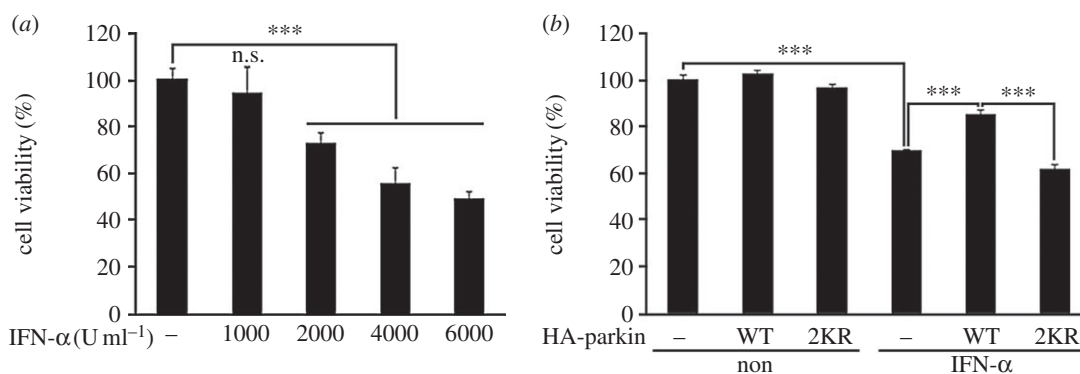 (a)
120
100
80
60
40
20
0
cell viability (%)
***
n.s.
IFN-α (U ml⁻¹) – 1000 2000 4000 6000
(b)
120
100
80
60
40
20
0
cell viability (%)
***
*** ***
HA-parkin – WT 2KR – WT 2KR
non IFN-α